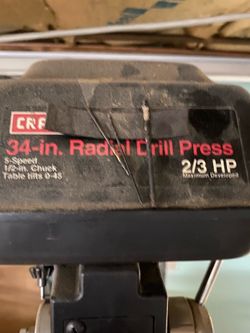 CRF
34-in. Radial Drill Press
5-Speed
1/2-in. Chuck
Table tilts 0-45
2/3 HP
Maximum Developed